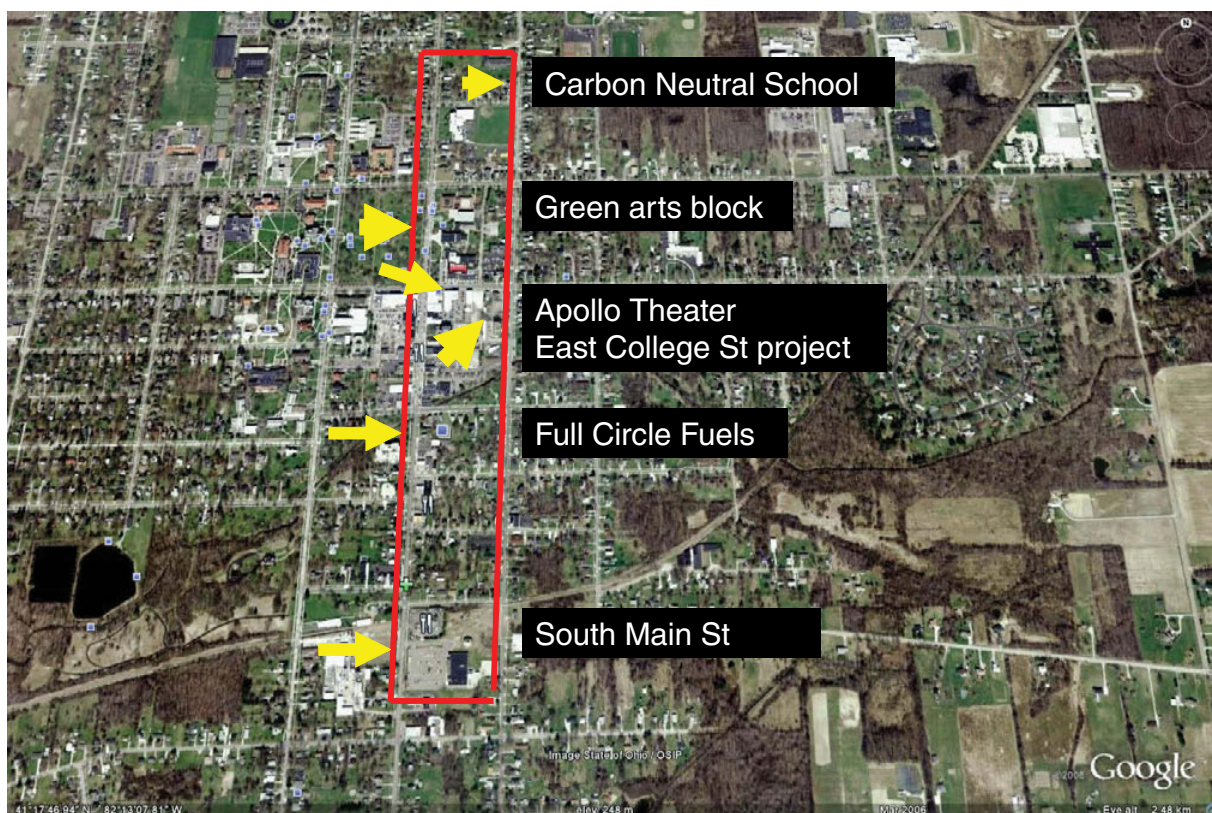 N
Carbon Neutral School
Green arts block
Apollo Theater
East College St project
Full Circle Fuels
South Main St
Image State of Ohio / OSIP
©2008 Google
41°17'46.94" N 82°13'07.81" W elev 248 m Mar 2006 Eye alt 2.48 km